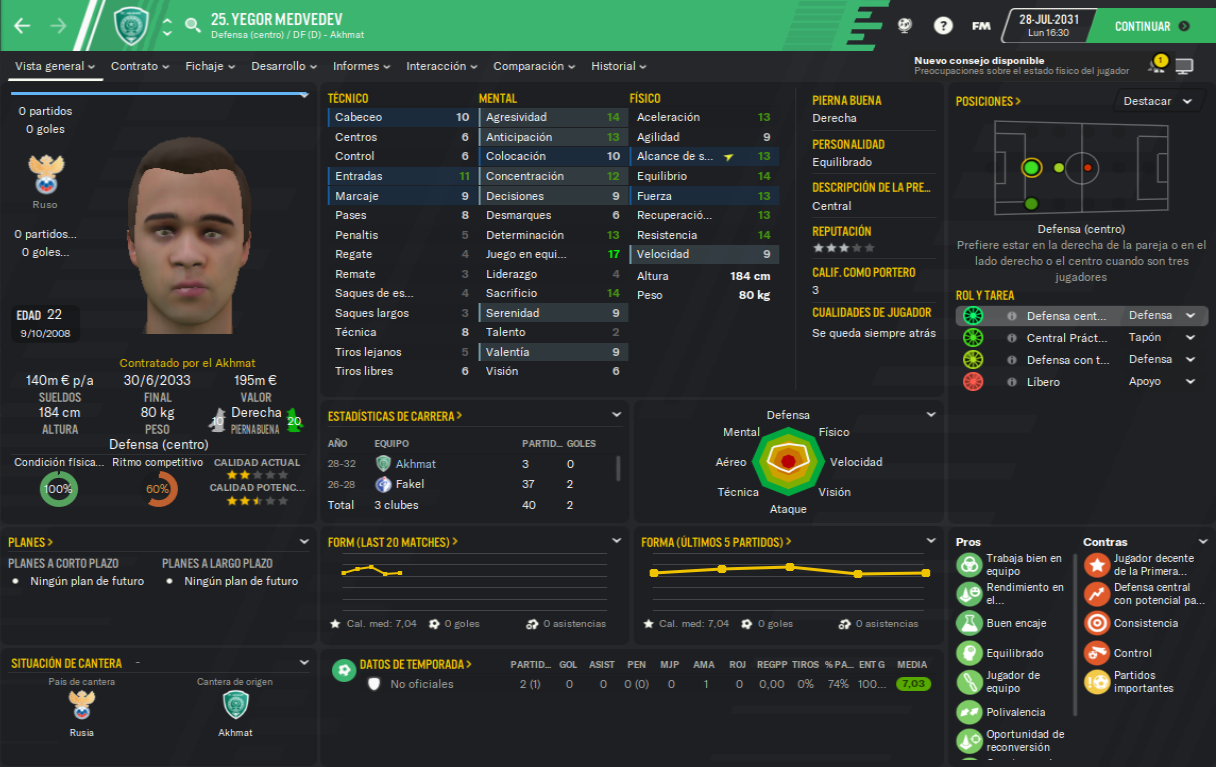 25. YEGOR MEDVEDEV
Defensa (centro) / DF (D) - Akhmat
?
FM
28-JUL-2031
Lun 16:30
CONTINUAR
Vista general
Contrato
Fichaje
Desarrollo
Informes
Interacción
Comparación
Historial
Nuevo consejo disponible
Preocupaciones sobre el estado físico del jugador
1
0 partidos
0 goles
Ruso
0 partidos...
0 goles...
EDAD 22
9/10/2008
Contratado por el Akhmat
140m € p/a
SUELDOS
30/6/2033
FINAL
195m €
VALOR
184 cm
ALTURA
80 kg
PESO
10
Derecha
PIERNA BUENA
20
Defensa (centro)
Condición física...
100%
Ritmo competitivo
60%
CALIDAD ACTUAL
CALIDAD POTENC...
TÉCNICO
Cabeceo 10
Centros 6
Control 6
Entradas 11
Marcaje 9
Pases 8
Penaltis 5
Regate 4
Remate 3
Saques de es... 4
Saques largos 3
Técnica 8
Tiros lejanos 5
Tiros libres 6
MENTAL
Agresividad 14
Anticipación 13
Colocación 10
Concentración 12
Decisiones 9
Desmarques 6
Determinación 13
Juego en equi... 17
Liderazgo 4
Sacrificio 14
Serenidad 9
Talento 2
Valentía 9
Visión 6
FÍSICO
Aceleración 13
Agilidad 9
Alcance de s... 13
Equilibrio 14
Fuerza 13
Recuperació... 13
Resistencia 14
Velocidad 9
Altura 184 cm
Peso 80 kg
PIERNA BUENA
Derecha
PERSONALIDAD
Equilibrado
DESCRIPCIÓN DE LA PRE...
Central
REPUTACIÓN
CALIF. COMO PORTERO
3
CUALIDADES DE JUGADOR
Se queda siempre atrás
POSICIONES >
Destacar
Defensa (centro)
Prefiere estar en la derecha de la pareja o en el
lado derecho o el centro cuando son tres
jugadores
ROL Y TAREA
Defensa cent... Defensa
Central Práct... Tapón
Defensa con t... Defensa
Líbero Apoyo
ESTADÍSTICAS DE CARRERA >
AÑO EQUIPO PARTID... GOLES
28-32 Akhmat 3 0
26-28 Fakel 37 2
Total 3 clubes 40 2
Defensa
Físico
Velocidad
Visión
Ataque
Técnica
Aéreo
Mental
PLANES >
PLANES A CORTO PLAZO
Ningún plan de futuro
PLANES A LARGO PLAZO
Ningún plan de futuro
FORM (LAST 20 MATCHES) >
Cal. med: 7,04 0 goles 0 asistencias
FORMA (ÚLTIMOS 5 PARTIDOS) >
Cal. med: 7,04 0 goles 0 asistencias
Pros
Trabaja bien en
equipo
Rendimiento en
el...
Buen encaje
Equilibrado
Jugador de
equipo
Polivalencia
Oportunidad de
reconversión
Contras
Jugador decente
de la Primera...
Defensa central
con potencial pa...
Consistencia
Control
Partidos
importantes
SITUACIÓN DE CANTERA -
País de cantera
Rusia
Cantera de origen
Akhmat
DATOS DE TEMPORADA >
PARTID... GOL ASIST PEN MJP AMA ROJ REGPP TIROS % PA... ENT G MEDIA
No oficiales 2 (1) 0 0 0 (0) 0 1 0 0,00 0% 74% 100... 7,03